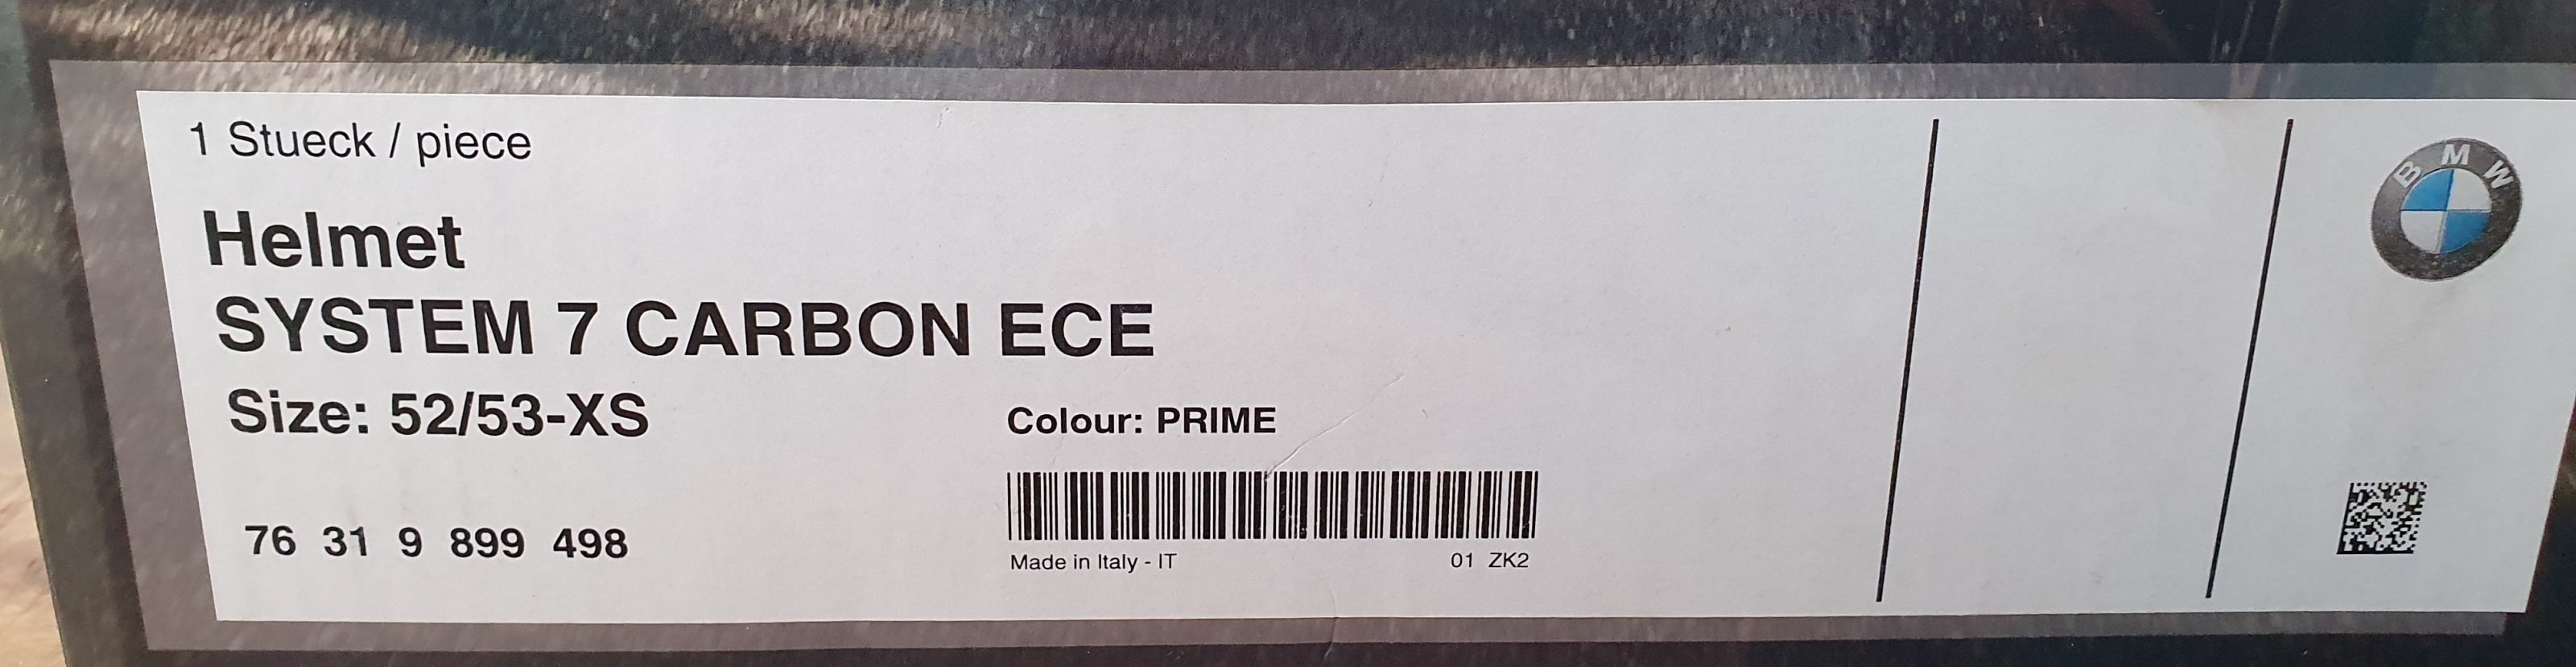 1 Stueck / piece
Helmet
SYSTEM 7 CARBON ECE
Size: 52/53-XS
Colour: PRIME
76 31 9 899 498
Made in Italy - IT
01 ZK2
BMW